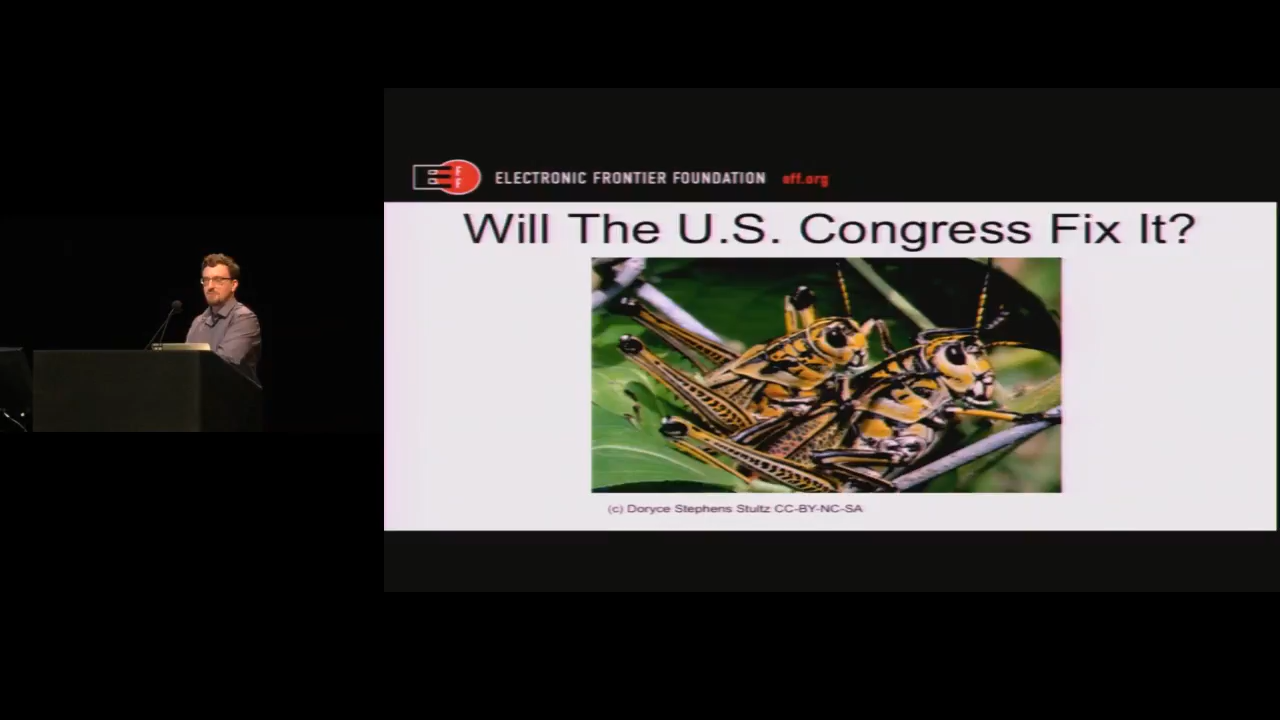 E
F
F
ELECTRONIC FRONTIER FOUNDATION eff.org
Will The U.S. Congress Fix It?
(c) Doryce Stephens Stultz CC-BY-NC-SA